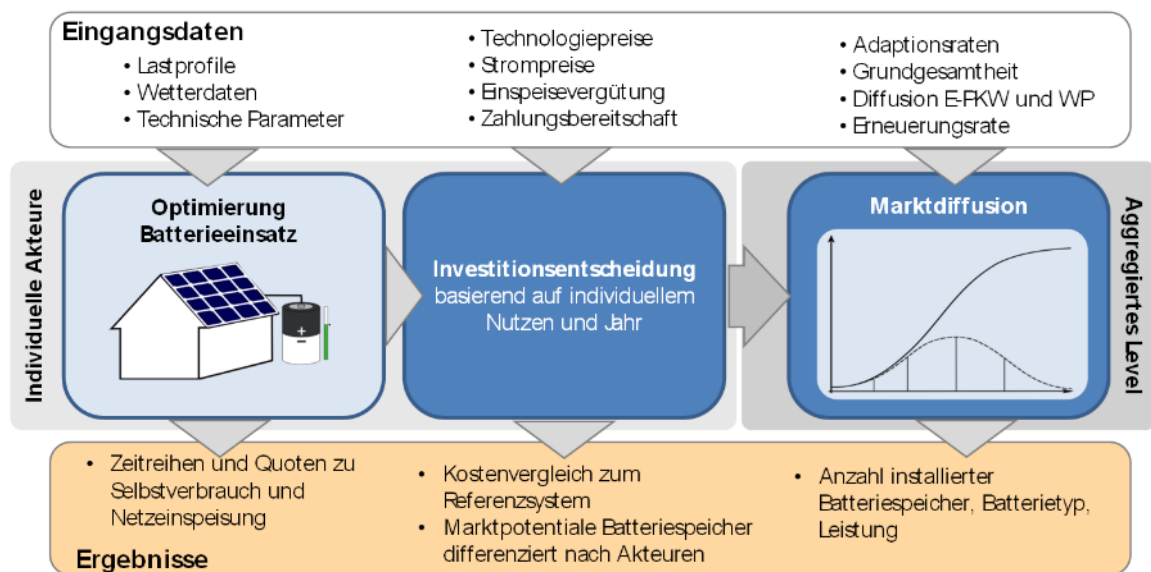 Eingangsdaten
• Lastprofile
• Wetterdaten
• Technische Parameter
• Technologiepreise
• Strompreise
• Einspeisevergütung
• Zahlungsbereitschaft
• Adaptionsraten
• Grundgesamtheit
• Diffusion E-PKW und WP
• Erneuerungsrate
Individuelle Akteure
Optimierung
Batterieeinsatz
+
–
Investitionsentscheidung
basierend auf individuellem
Nutzen und Jahr
Marktdiffusion
Aggregiertes Level
• Zeitreihen und Quoten zu
Selbstverbrauch und
Netzeinspeisung
• Kostenvergleich zum
Referenzsystem
• Marktpotentiale Batteriespeicher
differenziert nach Akteuren
• Anzahl installierter
Batteriespeicher, Batterietyp,
Leistung
Ergebnisse